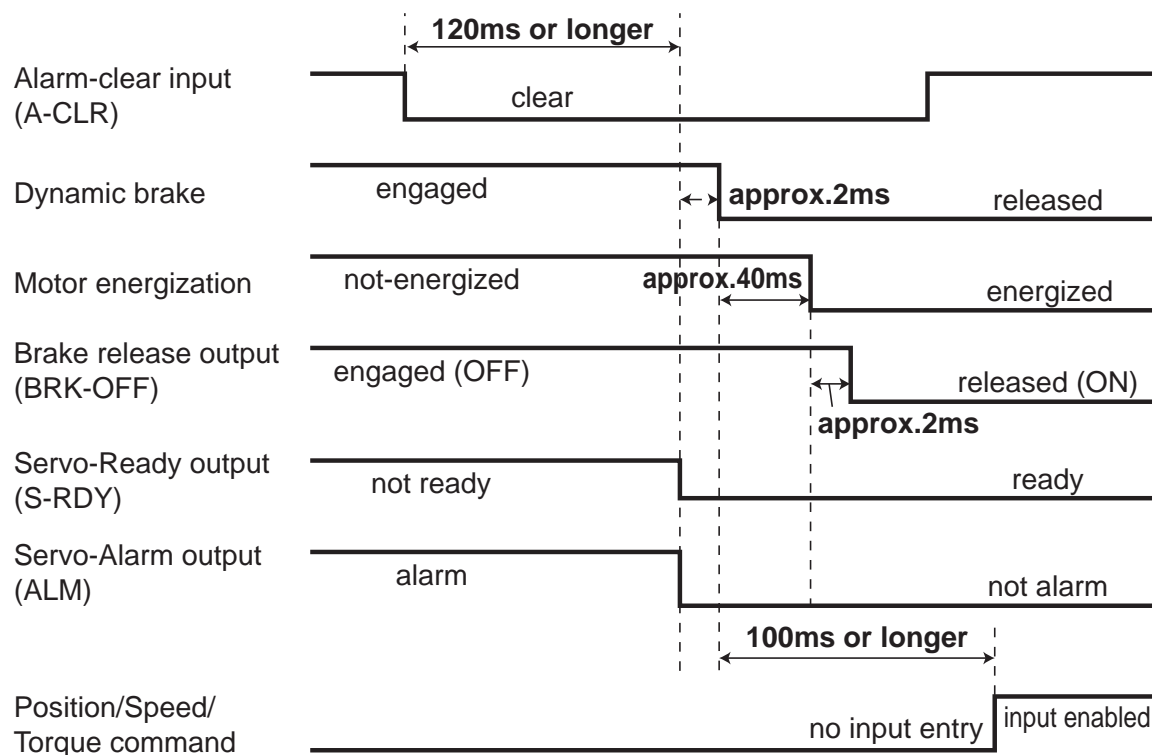 120ms or longer
Alarm-clear input
(A-CLR)
clear
Dynamic brake
engaged
approx.2ms
released
Motor energization
not-energized
approx.40ms
energized
Brake release output
(BRK-OFF)
engaged (OFF)
released (ON)
approx.2ms
Servo-Ready output
(S-RDY)
not ready
ready
Servo-Alarm output
(ALM)
alarm
not alarm
100ms or longer
Position/Speed/
Torque command
no input entry
input enabled